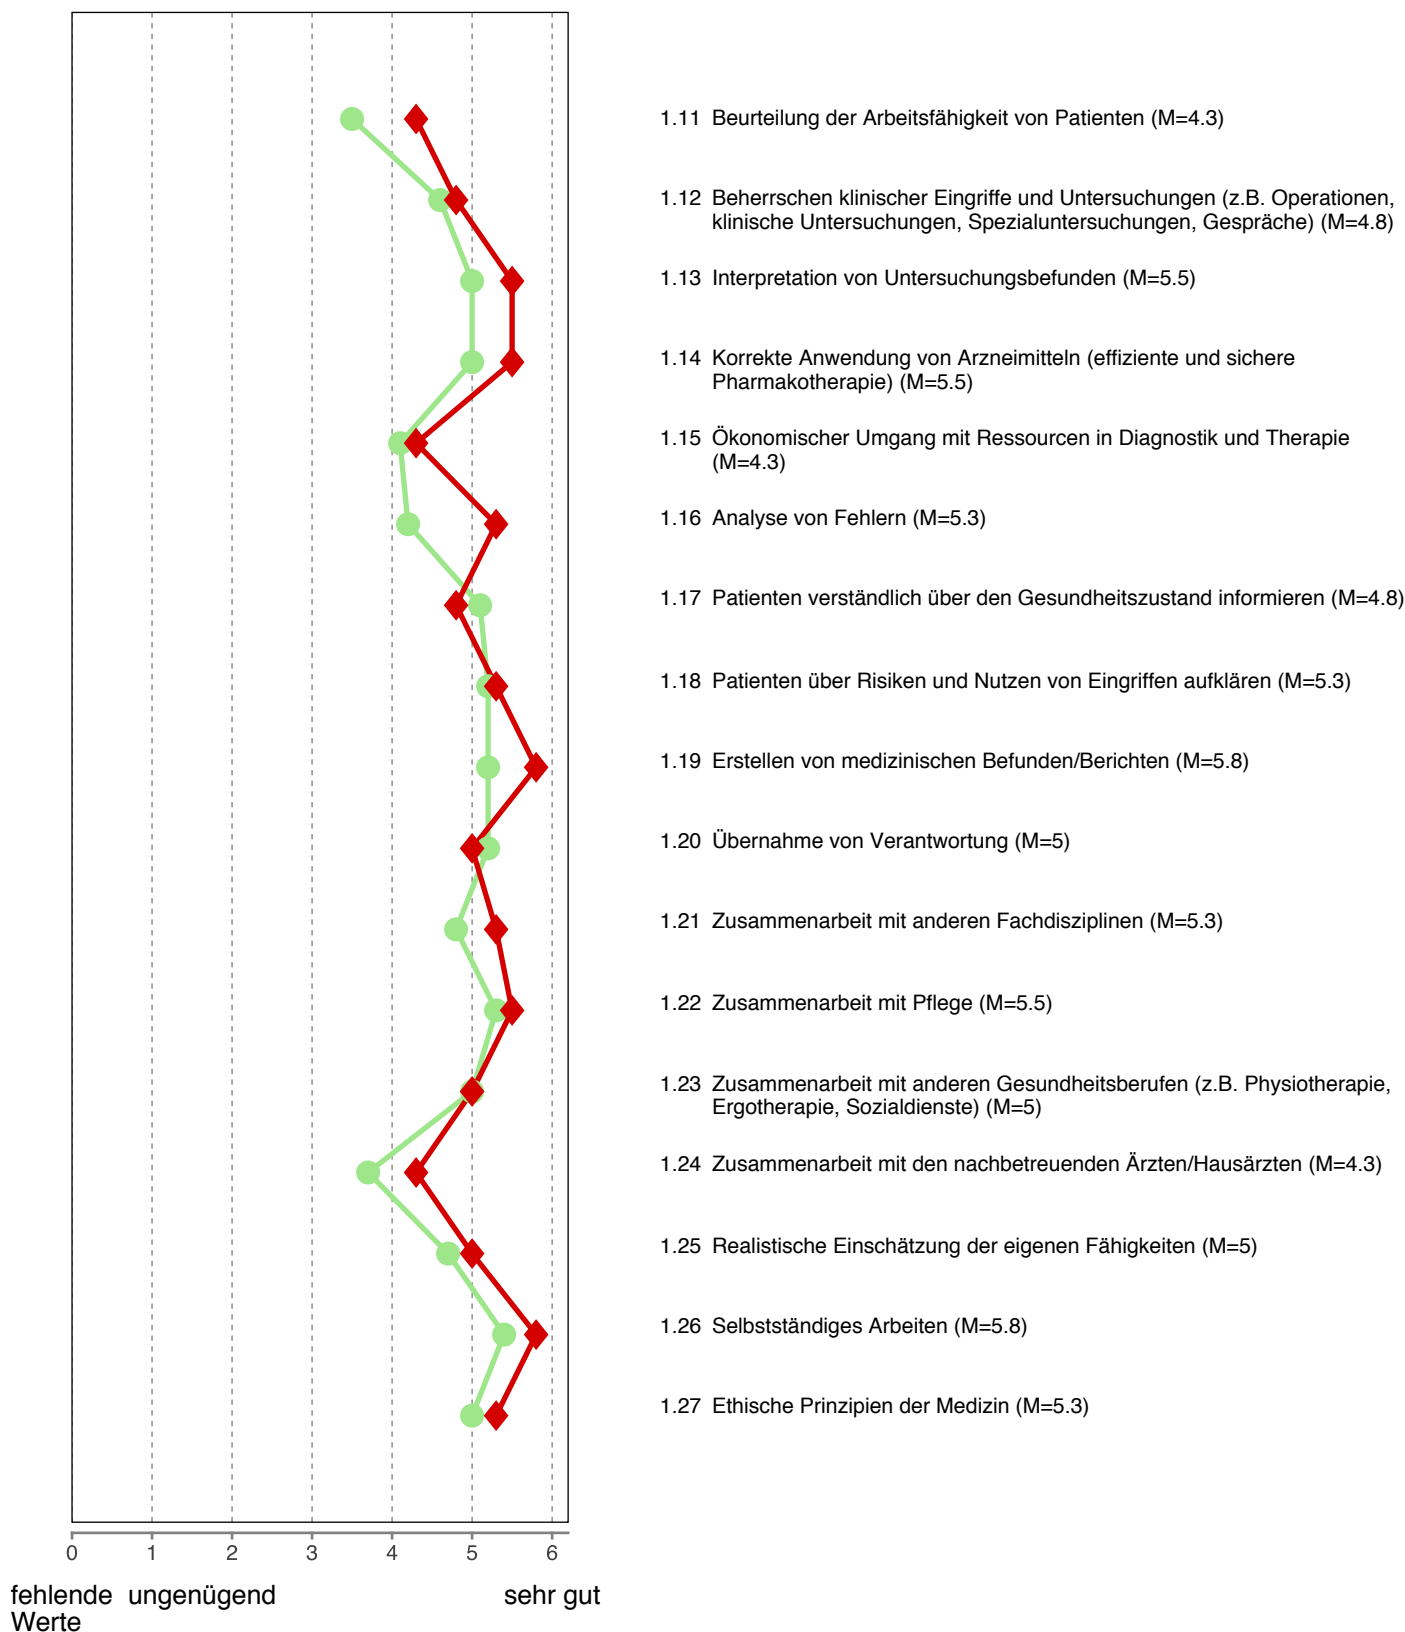 1.11 Beurteilung der Arbeitsfähigkeit von Patienten (M=4.3)
1.12 Beherrschen klinischer Eingriffe und Untersuchungen (z.B. Operationen,
klinische Untersuchungen, Spezialuntersuchungen, Gespräche) (M=4.8)
1.13 Interpretation von Untersuchungsbefunden (M=5.5)
1.14 Korrekte Anwendung von Arzneimitteln (effiziente und sichere
Pharmakotherapie) (M=5.5)
1.15 Ökonomischer Umgang mit Ressourcen in Diagnostik und Therapie
(M=4.3)
1.16 Analyse von Fehlern (M=5.3)
1.17 Patienten verständlich über den Gesundheitszustand informieren (M=4.8)
1.18 Patienten über Risiken und Nutzen von Eingriffen aufklären (M=5.3)
1.19 Erstellen von medizinischen Befunden/Berichten (M=5.8)
1.20 Übernahme von Verantwortung (M=5)
1.21 Zusammenarbeit mit anderen Fachdisziplinen (M=5.3)
1.22 Zusammenarbeit mit Pflege (M=5.5)
1.23 Zusammenarbeit mit anderen Gesundheitsberufen (z.B. Physiotherapie,
Ergotherapie, Sozialdienste) (M=5)
1.24 Zusammenarbeit mit den nachbetreuenden Ärzten/Hausärzten (M=4.3)
1.25 Realistische Einschätzung der eigenen Fähigkeiten (M=5)
1.26 Selbstständiges Arbeiten (M=5.8)
1.27 Ethische Prinzipien der Medizin (M=5.3)
0 1 2 3 4 5 6
fehlende ungenügend sehr gut
Werte